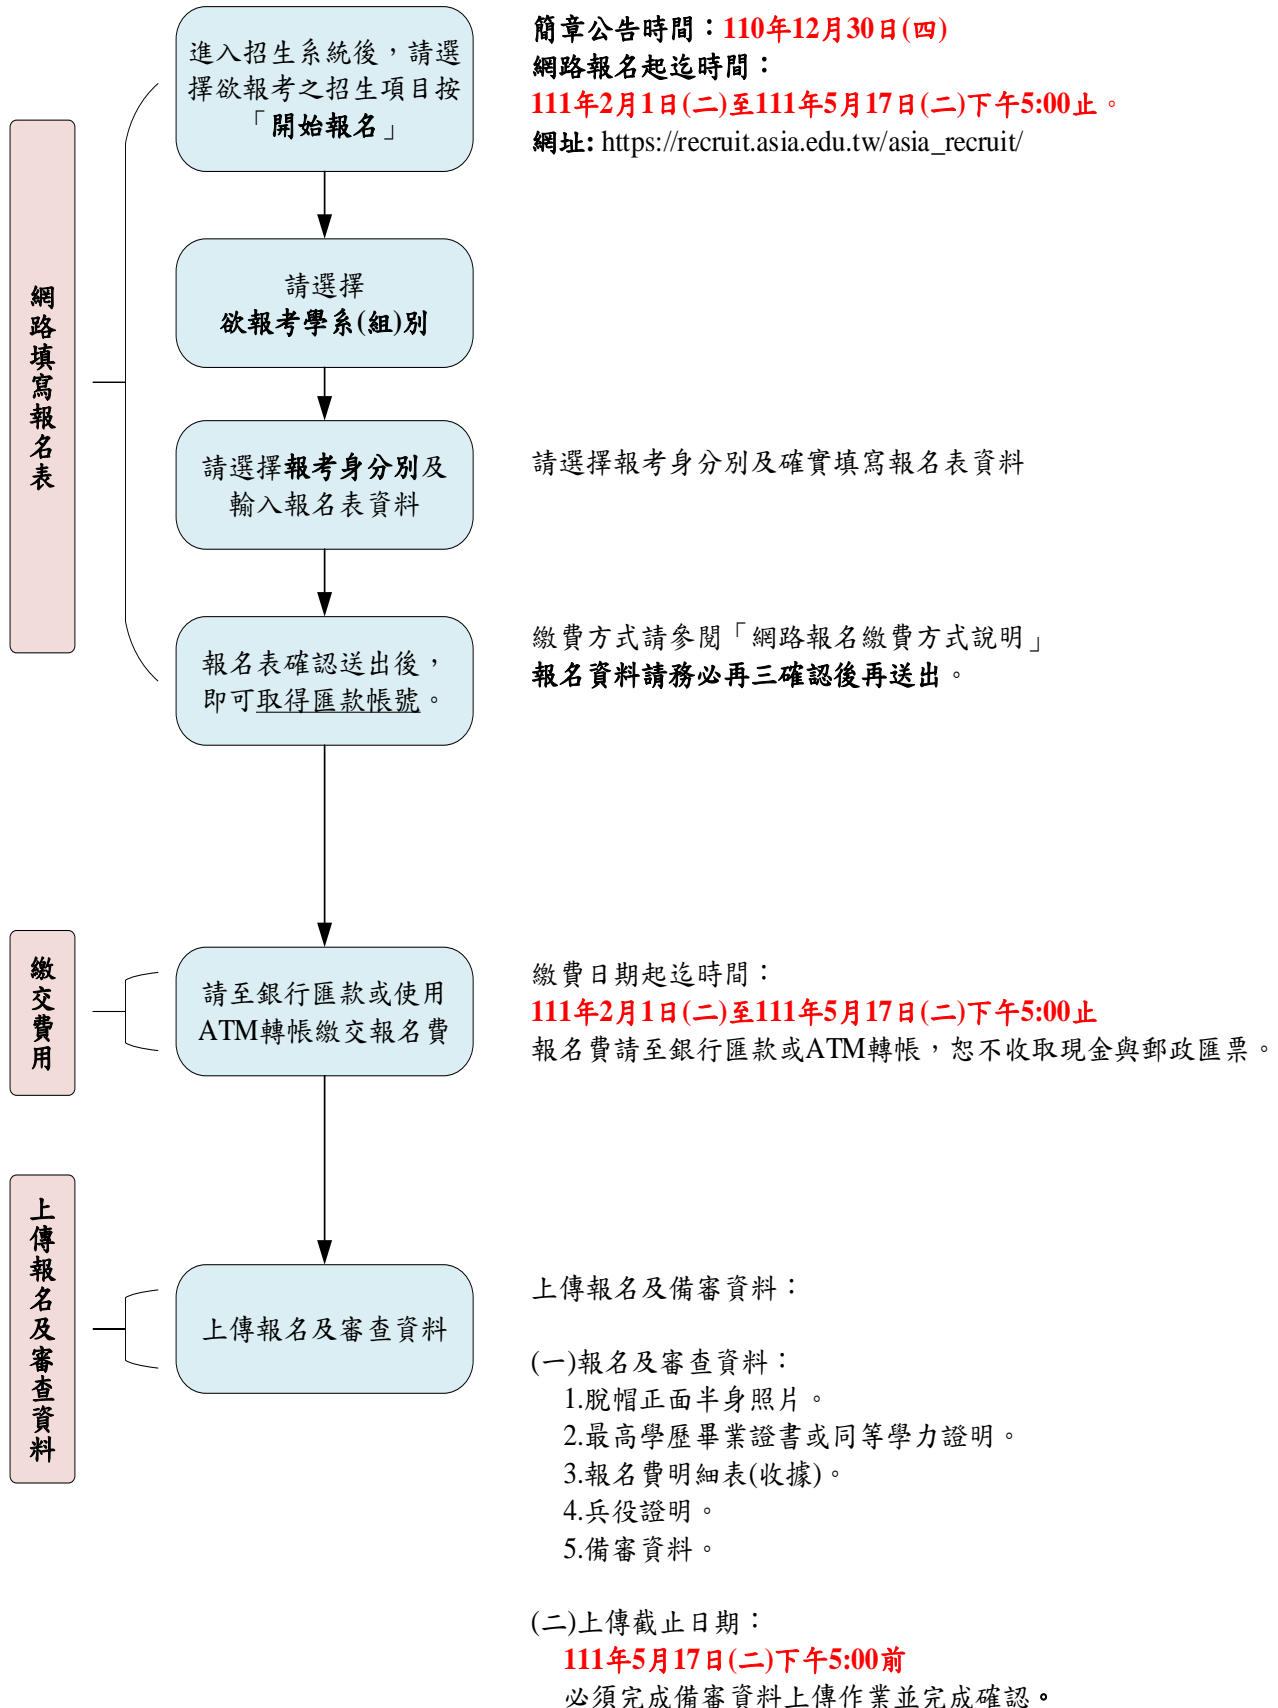 網路填寫報名表
進入招生系統後，請選
擇欲報考之招生項目按
「開始報名」
簡章公告時間：110年12月30日(四)
網路報名起迄時間：
111年2月1日(二)至111年5月17日(二)下午5:00止。
網址: https://recruit.asia.edu.tw/asia_recruit/
請選擇
欲報考學系(組)別
請選擇報考身分別及
輸入報名表資料
請選擇報考身分別及確實填寫報名表資料
報名表確認送出後，
即可取得匯款帳號。
繳費方式請參閱「網路報名繳費方式說明」
報名資料請務必再三確認後再送出。
繳交費用
請至銀行匯款或使用
ATM轉帳繳交報名費
繳費日期起迄時間：
111年2月1日(二)至111年5月17日(二)下午5:00止
報名費請至銀行匯款或ATM轉帳，恕不收取現金與郵政匯票。
上傳報名及審查資料
上傳報名及審查資料
上傳報名及備審資料：
(一)報名及審查資料：
1.脫帽正面半身照片。
2.最高學歷畢業證書或同等學力證明。
3.報名費明細表(收據)。
4.兵役證明。
5.備審資料。
(二)上傳截止日期：
111年5月17日(二)下午5:00前
必須完成備審資料上傳作業並完成確認。